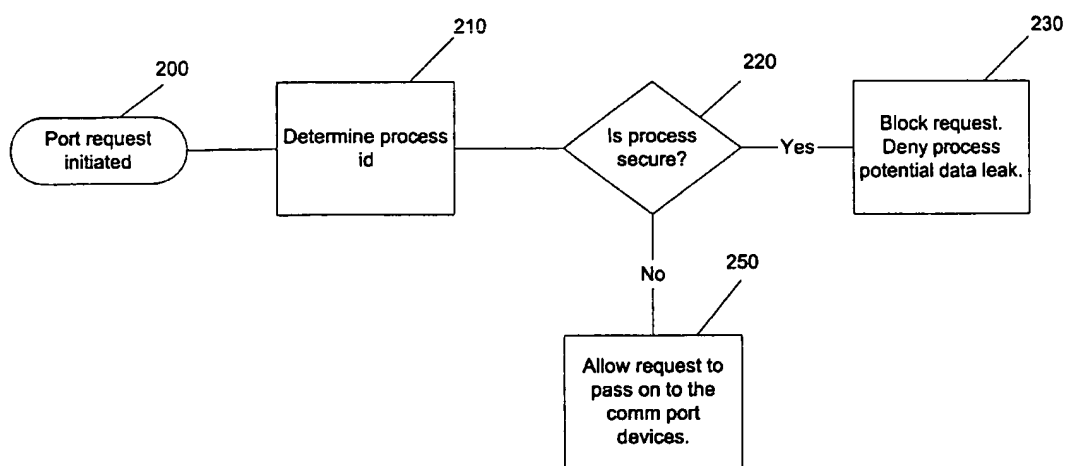 200
Port request
initiated
210
Determine process
id
220
Is process
secure?
Yes
230
Block request.
Deny process
potential data leak.
No
250
Allow request to
pass on to the
comm port
devices.